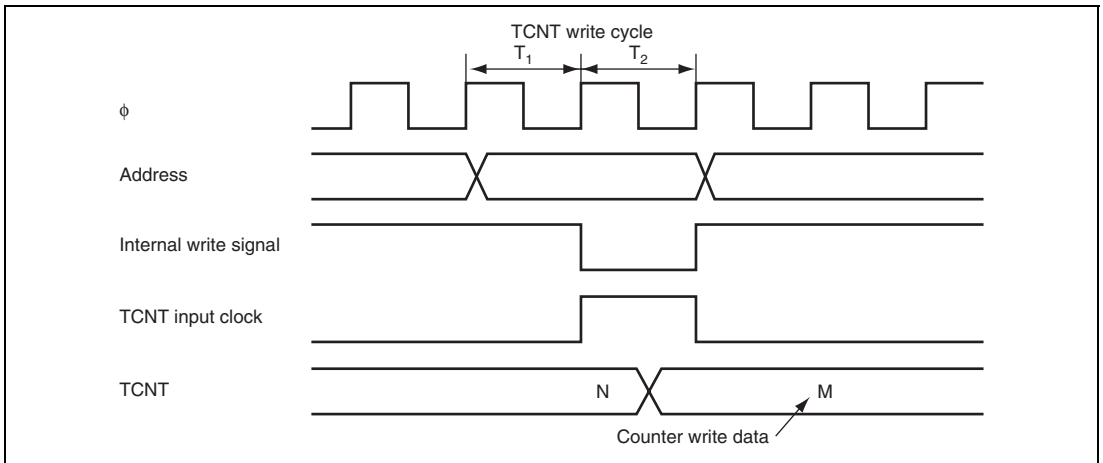 TCNT write cycle
T1 T2
ϕ
Address
Internal write signal
TCNT input clock
TCNT N M
Counter write data